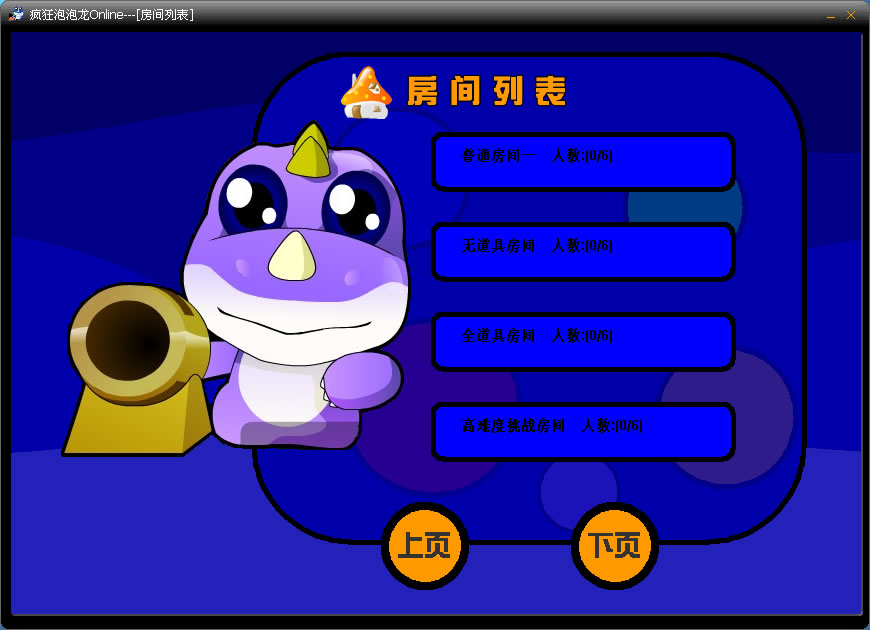 疯狂泡泡龙Online---[房间列表]
房间列表
普通房间一 人数:(0/6)
无道具房间 人数:(0/6)
全道具房间 人数:(0/6)
高难度挑战房间 人数:(0/6)
上页
下页